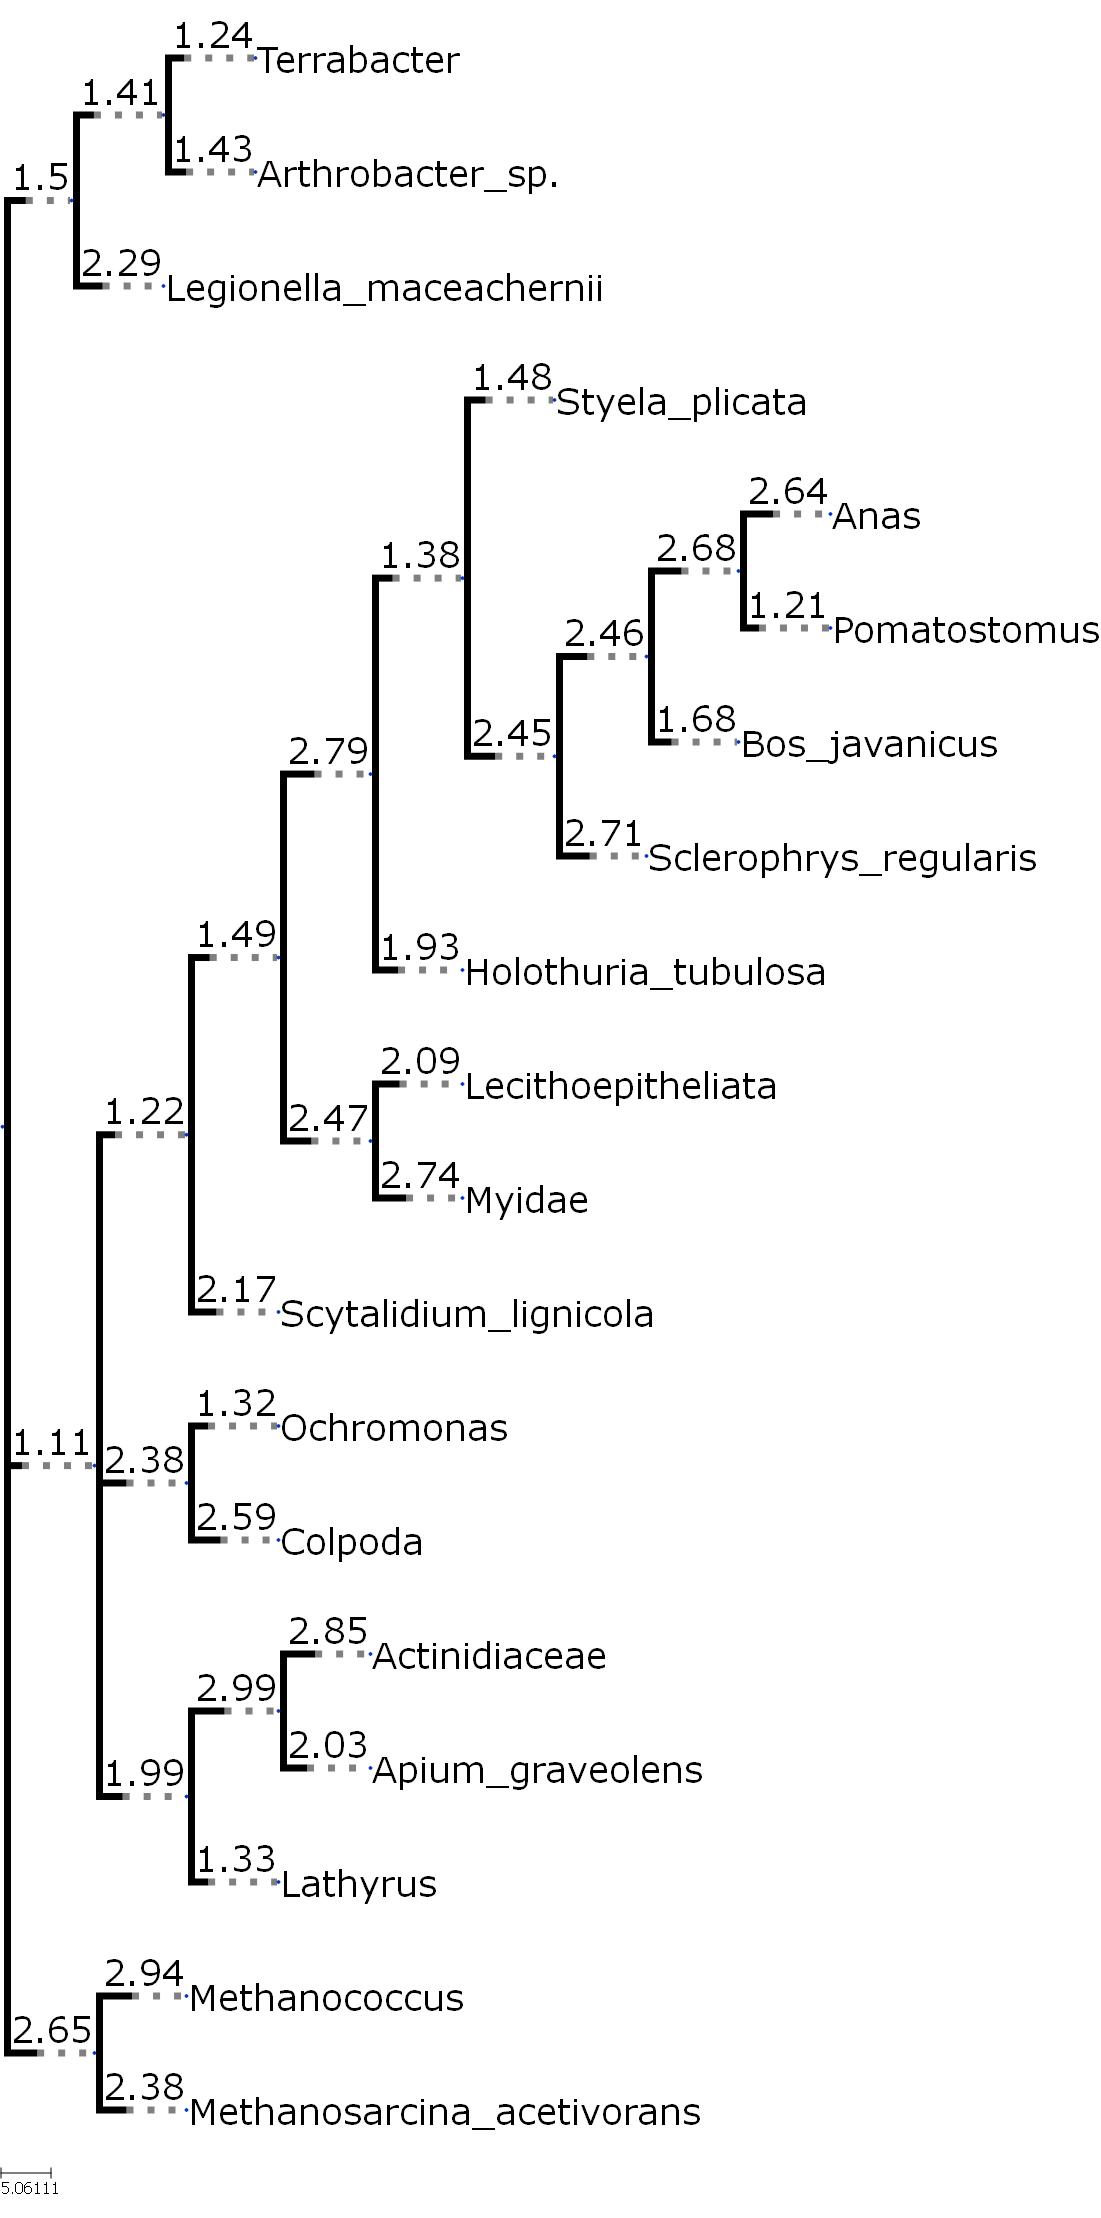 1.24
Terrabacter
1.41
1.43
Arthrobacter_sp.
1.5
2.29
Legionella_maceachernii
1.48
Styela_plicata
2.64
Anas
1.38
2.68
1.21
Pomatostomus
2.46
1.68
Bos_javanicus
2.45
2.79
2.71
Sclerophrys_regularis
1.49
1.93
Holothuria_tubulosa
2.09
Lecithoepitheliata
1.22
2.47
2.74
Myidae
2.17
Scytalidium_lignicola
1.32
Ochromonas
1.11
2.38
2.59
Colpoda
2.85
Actinidiaceae
2.99
2.03
Apium_graveolens
1.99
1.33
Lathyrus
2.94
Methanococcus
2.65
2.38
Methanosarcina_acetivorans
5.06111